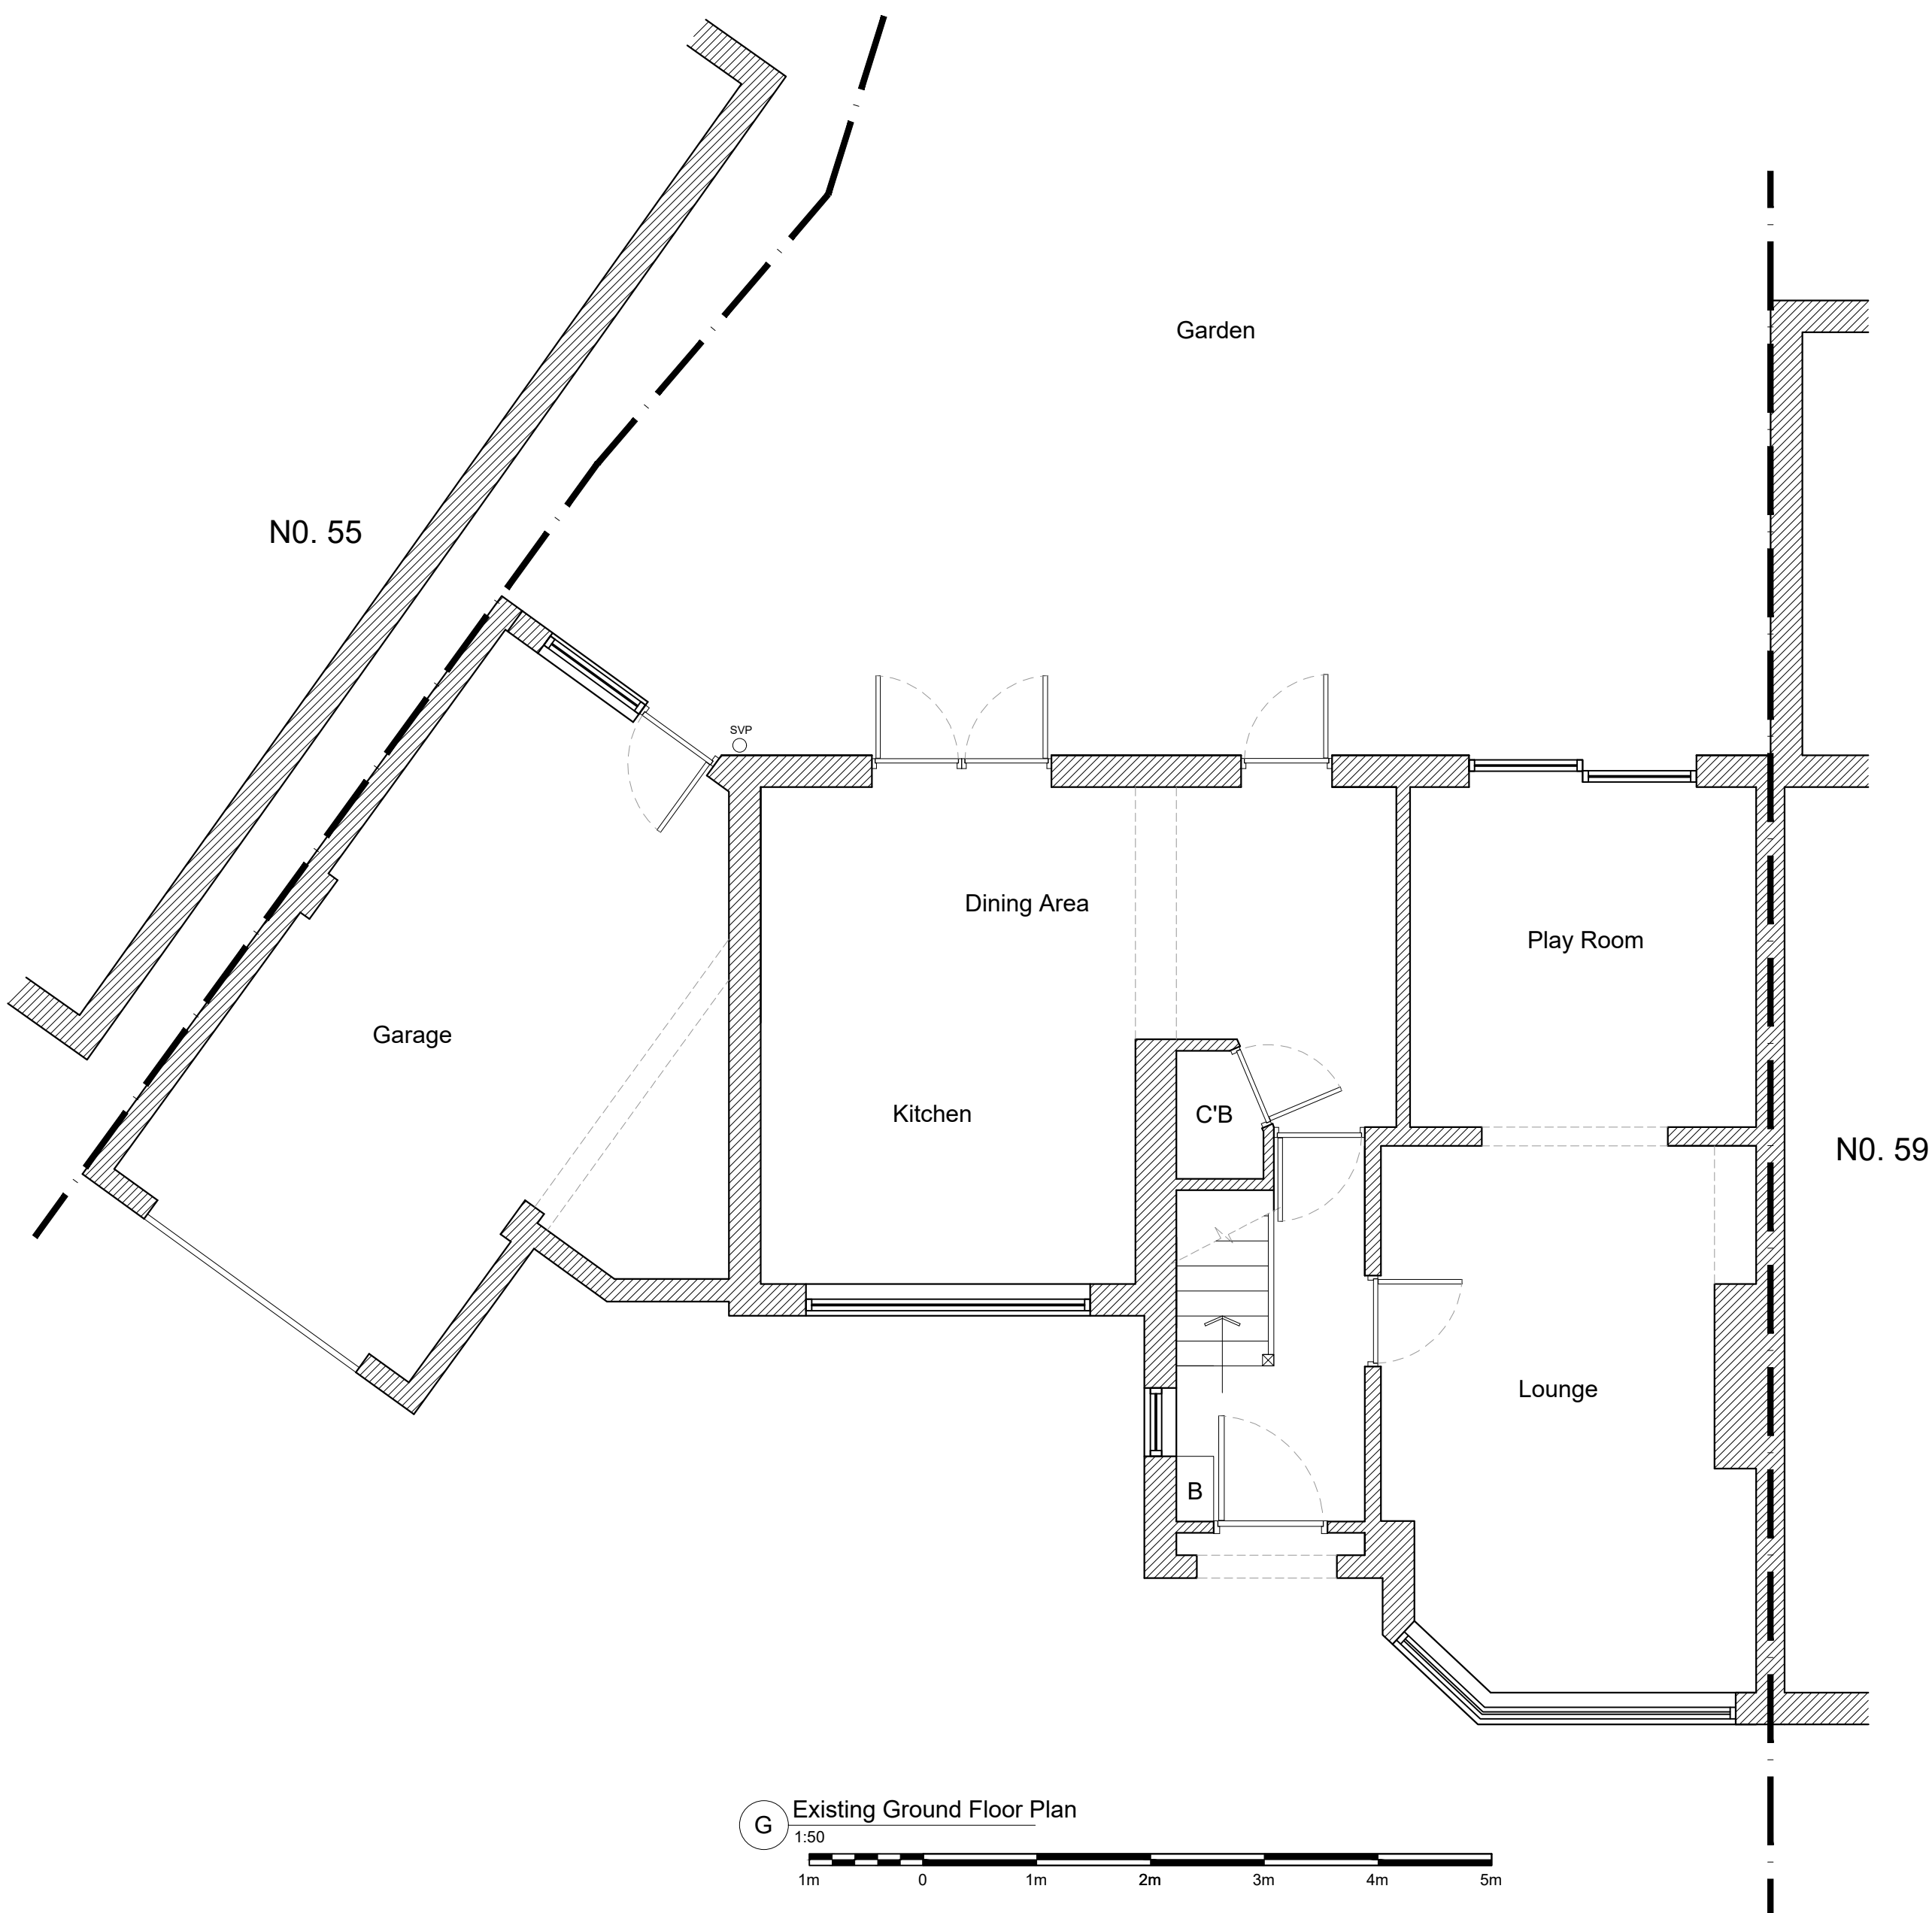 Garden
N0. 55
SVP
Dining Area
Play Room
Garage
Kitchen
C'B
N0. 59
Lounge
B
G
Existing Ground Floor Plan
1:50
1m 0 1m 2m 3m 4m 5m